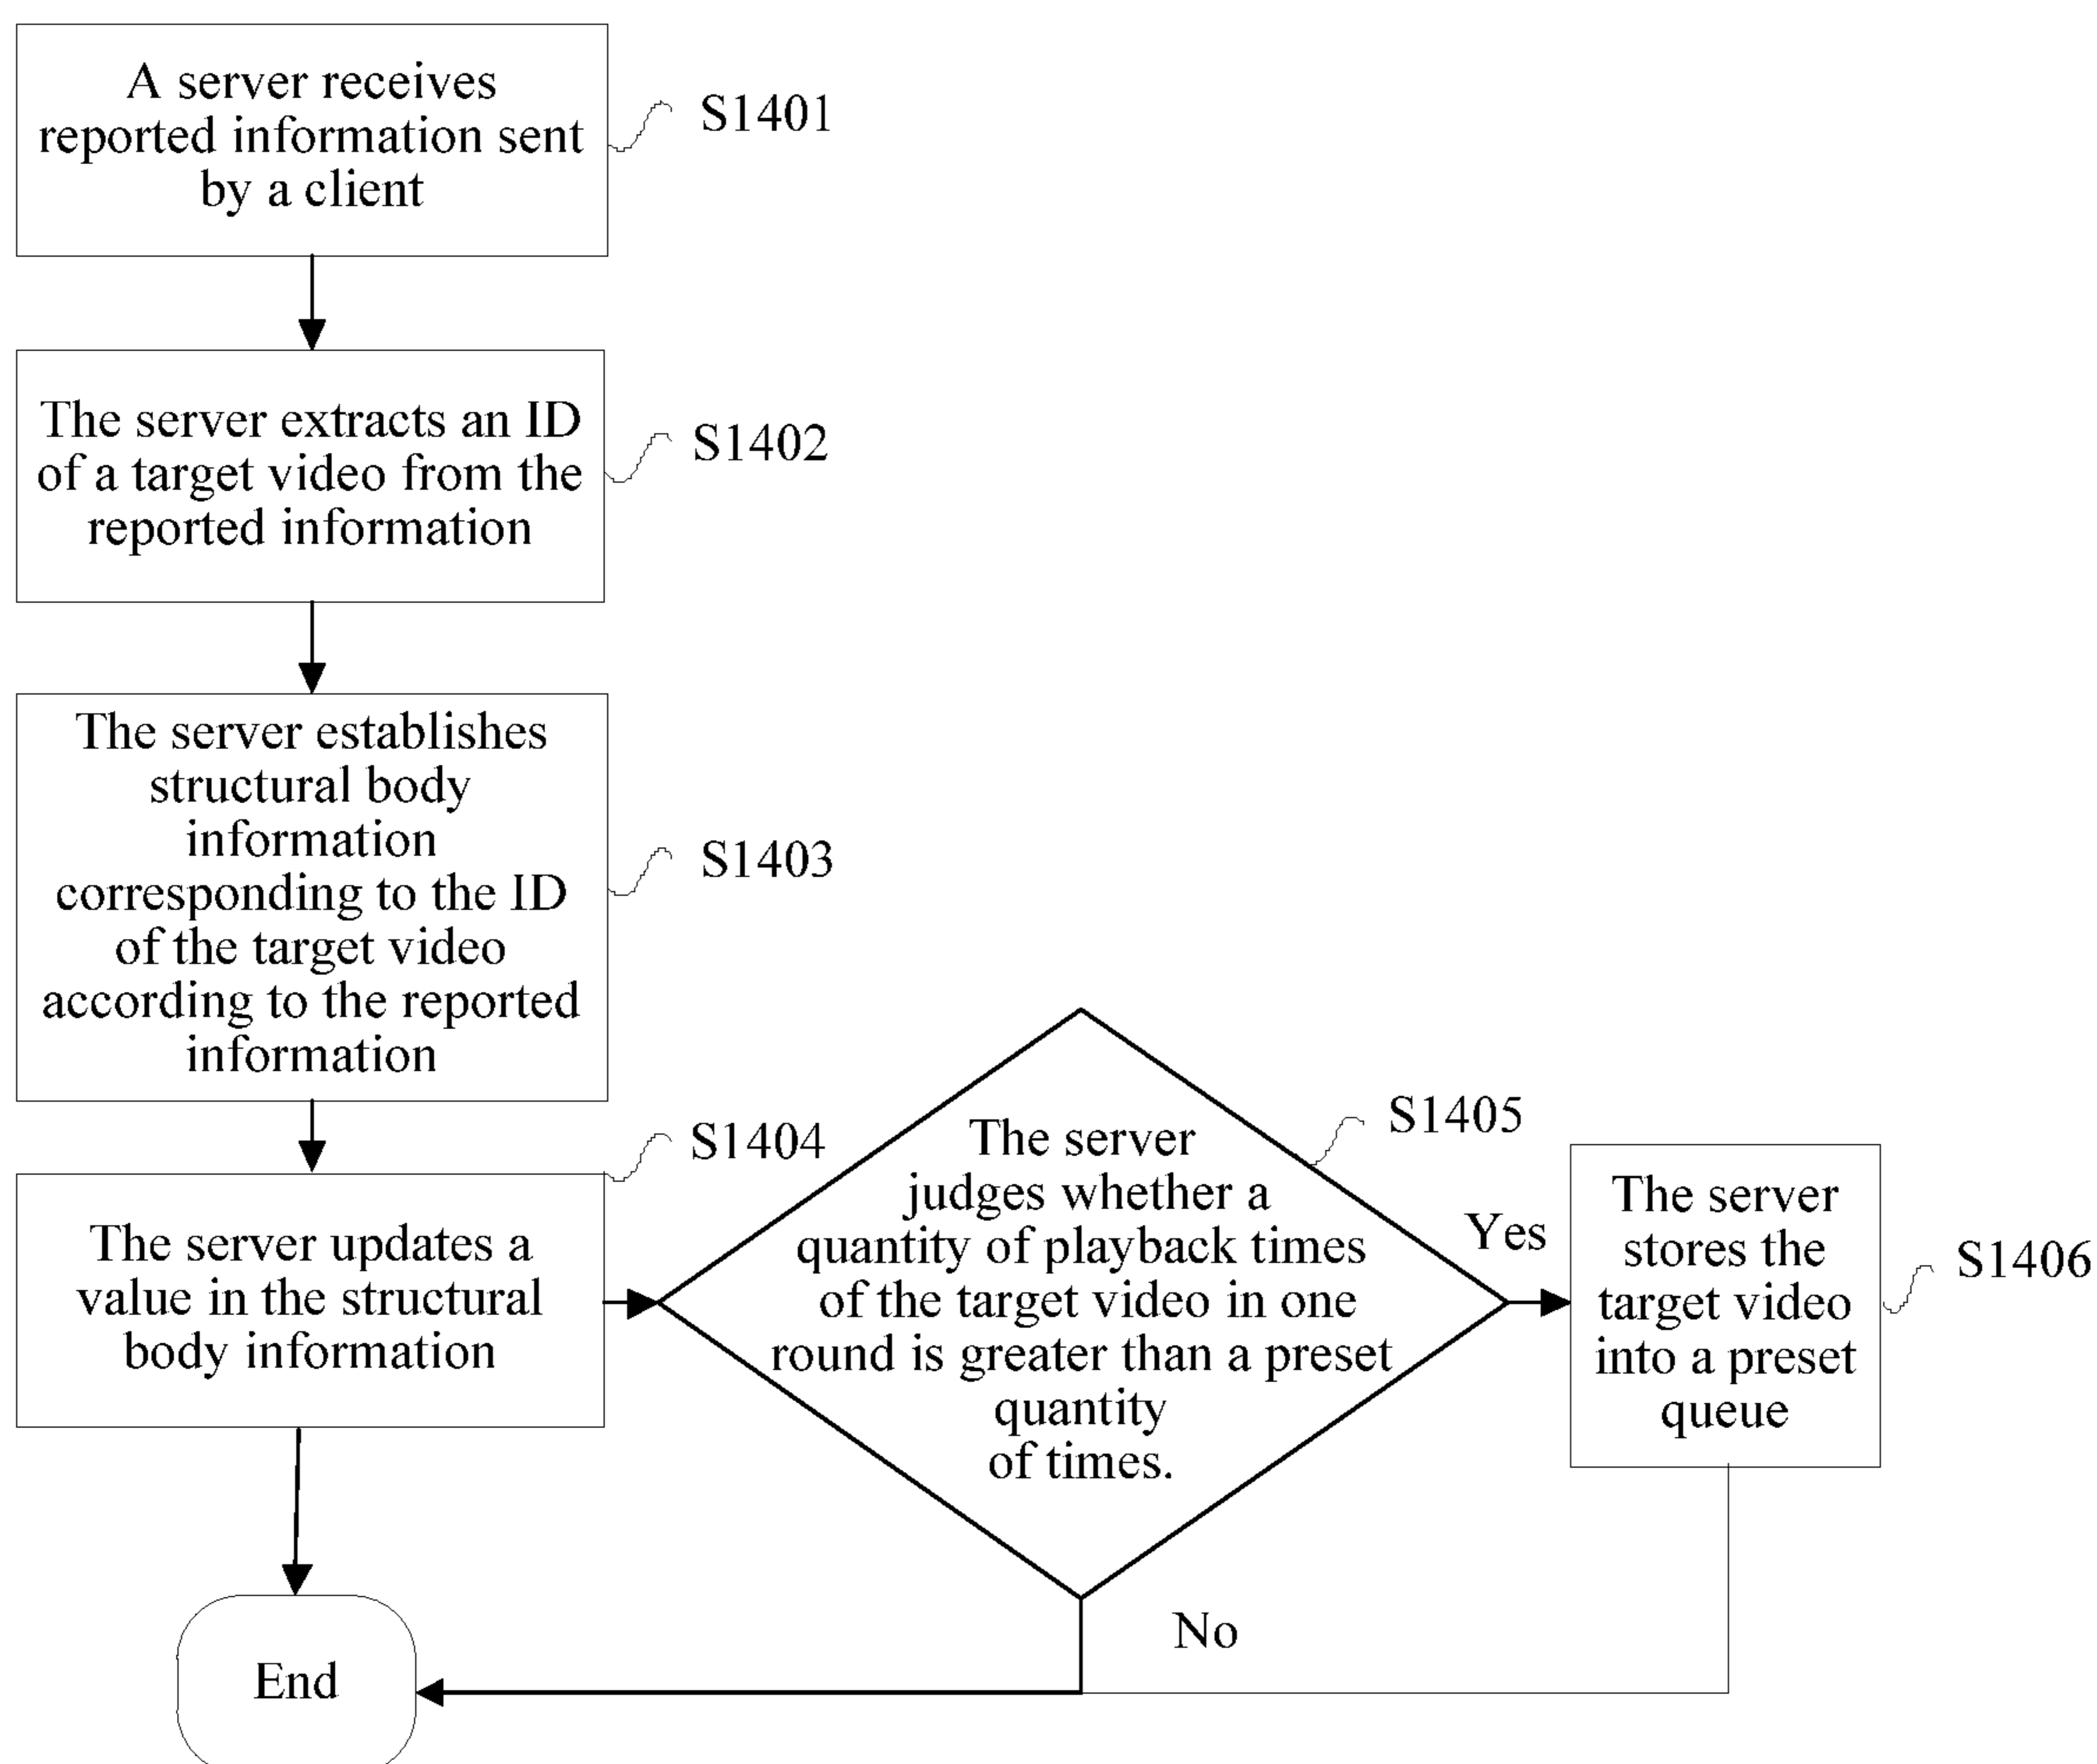 A server receives
reported information sent
by a client
S1401
The server extracts an ID
of a target video from the
reported information
S1402
The server establishes
structural body
information
corresponding to the ID
of the target video
according to the reported
information
S1403
The server updates a
value in the structural
body information
S1404
The server
judges whether a
quantity of playback times
of the target video in one
round is greater than a preset
quantity
of times.
S1405
Yes
The server
stores the
target video
into a preset
queue
S1406
No
End